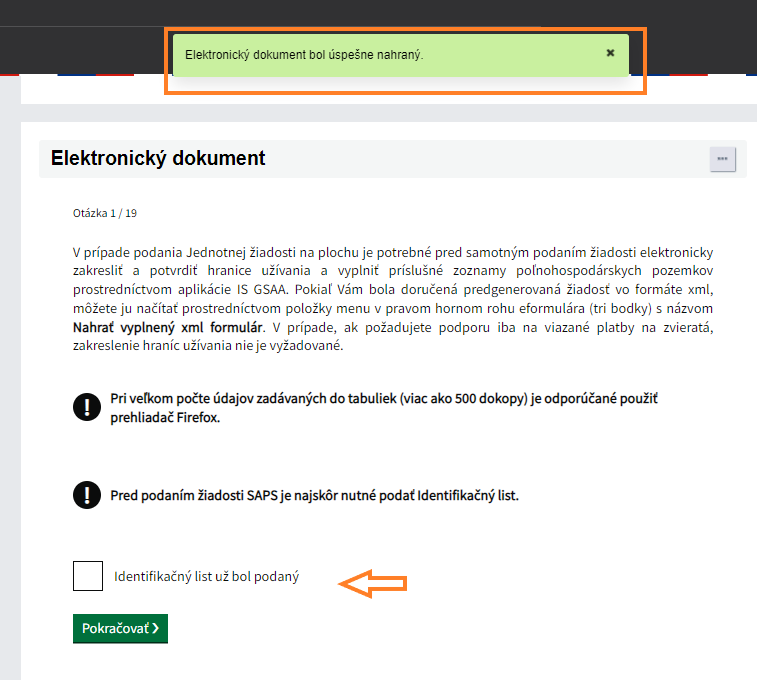 Elektronický dokument bol úspešne nahraný. ✖
Elektronický dokument
Otázka 1 / 19
V prípade podania Jednotnej žiadosti na plochu je potrebné pred samotným podaním žiadosti elektronicky
zakresliť a potvrdiť hranice užívania a vyplniť príslušné zoznamy poľnohospodárskych pozemkov
prostredníctvom aplikácie IS GSAA. Pokiaľ Vám bola doručená predgenerovaná žiadosť vo formáte xml,
môžete ju načítať prostredníctvom položky menu v pravom hornom rohu eformulára (tri bodky) s názvom
Nahrať vyplnený xml formulár. V prípade, ak požadujete podporu iba na viazané platby na zvieratá,
zakreslenie hraníc užívania nie je vyžadované.
Pri veľkom počte údajov zadávaných do tabuliek (viac ako 500 dokopy) je odporúčané použiť
prehliadač Firefox.
Pred podaním žiadosti SAPS je najskôr nutné podať Identifikačný list.
Identifikačný list už bol podaný
Pokračovať ❯